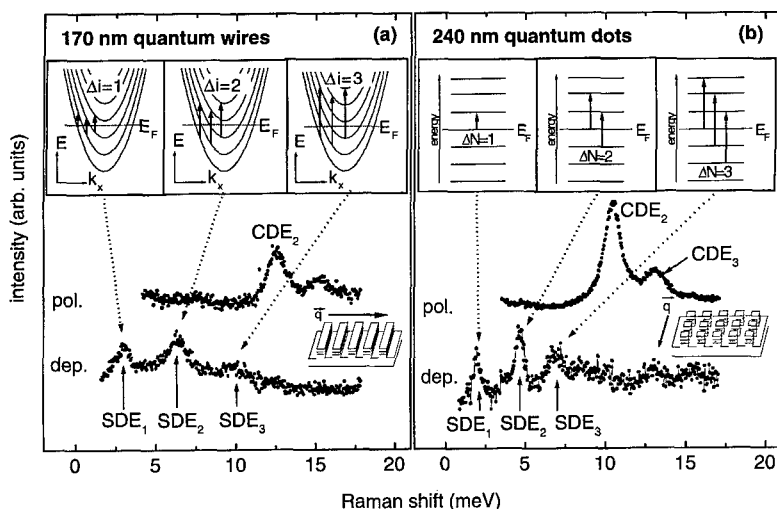 170 nm quantum wires (a)
Δi=1
Δi=2
Δi=3
E
E_F
k_x
E
E_F
k_x
E
E_F
k_x
CDE_2
pol.
q̄
dep.
SDE_1
SDE_2
SDE_3
0 5 10 15 20
240 nm quantum dots (b)
energy
E_F
ΔN=1
energy
E_F
ΔN=2
energy
E_F
ΔN=3
CDE_2
CDE_3
pol.
q̄
dep.
SDE_1
SDE_2
SDE_3
0 5 10 15 20
intensity (arb. units)
Raman shift (meV)